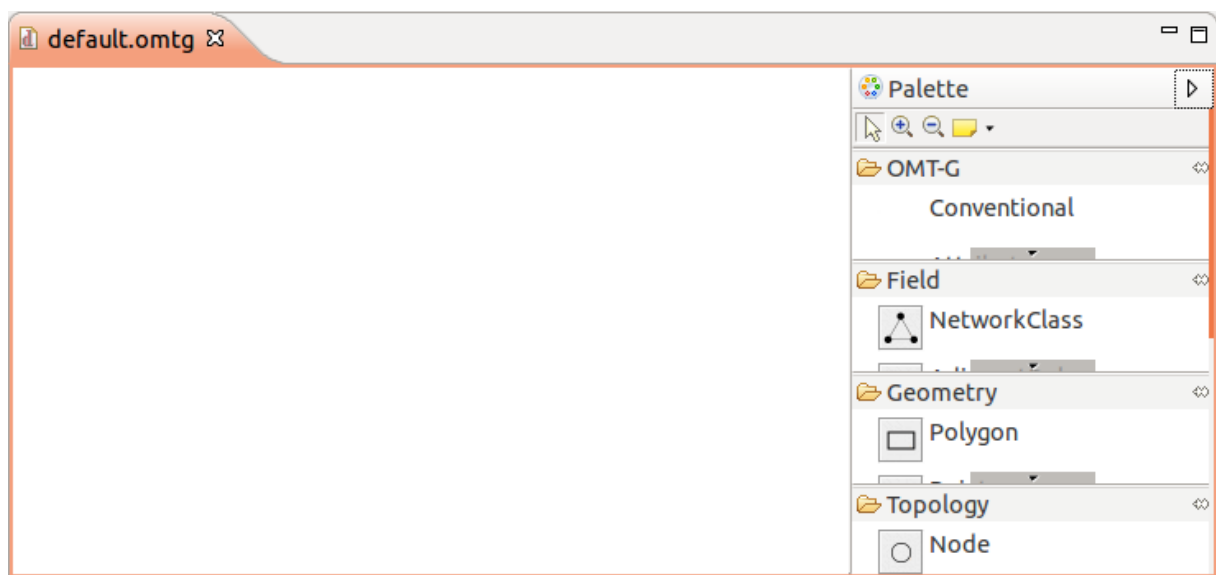 default.omtg
Palette
OMT-G
Conventional
Field
NetworkClass
Geometry
Polygon
Topology
Node